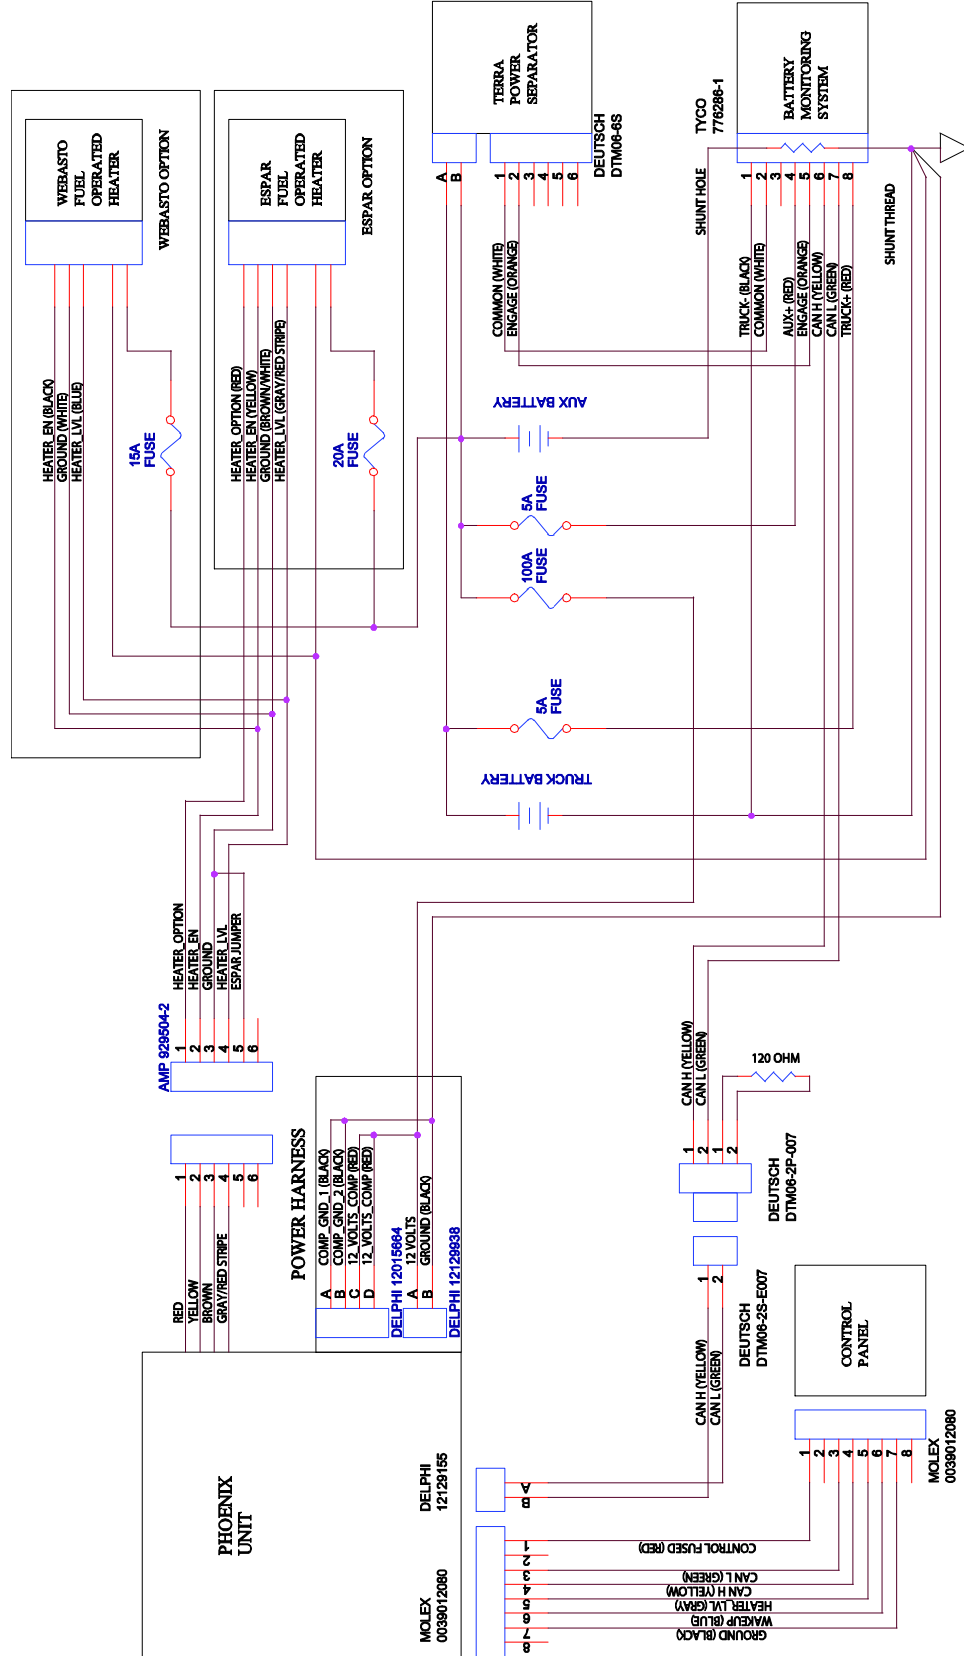 WEBASTO
FUEL
OPERATED
HEATER
WEBASTO OPTION
HEATER_EN (BLACK)
GROUND (WHITE)
HEATER_LVL (BLUE)
15A
FUSE
ESPAR
FUEL
OPERATED
HEATER
ESPAR OPTION
HEATER_OPTION (RED)
HEATER_EN (YELLOW)
GROUND (BROWN/WHITE)
HEATER_LVL (GRAY/RED STRIPE)
20A
FUSE
TERRA
POWER
SEPARATOR
A
B
1
2
3
4
5
6
DEUTSCH
DTM06-6S
COMMON (WHITE)
ENGAGE (ORANGE)
BATTERY
MONITORING
SYSTEM
TYCO
776286-1
SHUNT HOLE
1
2
3
4
5
6
7
8
SHUNT THREAD
TRUCK- (BLACK)
COMMON (WHITE)
AUX+ (RED)
ENGAGE (ORANGE)
CAN H (YELLOW)
CAN L (GREEN)
TRUCK+ (RED)
AUX BATTERY
5A
FUSE
100A
FUSE
5A
FUSE
TRUCK BATTERY
AMP 929504-2
HEATER_OPTION
HEATER_EN
GROUND
HEATER_LVL
ESPAR JUMPER
1
2
3
4
5
6
1
2
3
4
5
6
RED
YELLOW
BROWN
GRAY/RED STRIPE
POWER HARNESS
A
B
C
D
COMP_GND_1 (BLACK)
COMP_GND_2 (BLACK)
12_VOLTS_COMP (RED)
12_VOLTS_COMP (RED)
DELPHI 12015664
A
B
12 VOLTS
GROUND (BLACK)
DELPHI 12129938
CAN H (YELLOW)
CAN L (GREEN)
1
2
1
2
120 OHM
DEUTSCH
DTM06-2P-007
1
2
DEUTSCH
DTM06-2S-E007
CAN H (YELLOW)
CAN L (GREEN)
PHOENIX
UNIT
DELPHI
12129155
A
B
MOLEX
0039012080
1
2
3
4
5
6
7
8
CONTROL FUSED (RED)
CAN L (GREEN)
CAN H (YELLOW)
HEATER_LVL (GRAY)
WAKEUP (BLUE)
GROUND (BLACK)
CONTROL
PANEL
1
2
3
4
5
6
7
8
MOLEX
0039012080